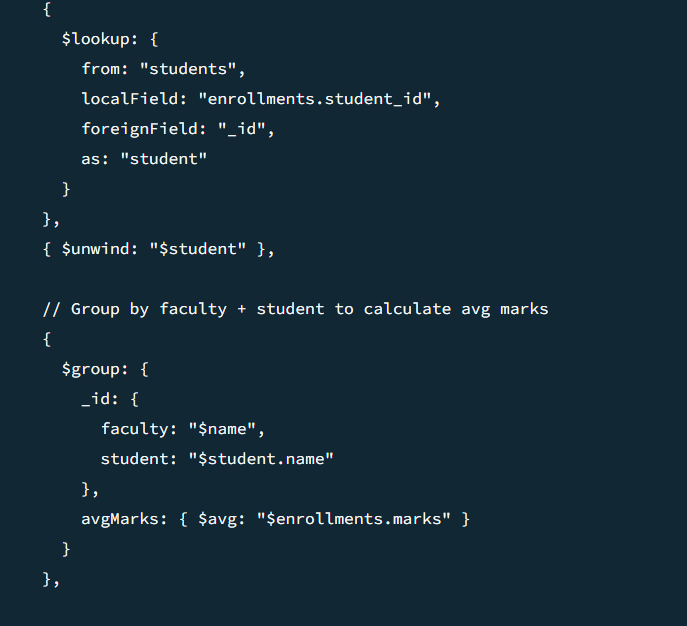 {
  $lookup: {
    from: "students",
    localField: "enrollments.student_id",
    foreignField: "_id",
    as: "student"
  }
},
{ $unwind: "$student" },
// Group by faculty + student to calculate avg marks
{
  $group: {
    _id: {
      faculty: "$name",
      student: "$student.name"
    },
    avgMarks: { $avg: "$enrollments.marks" }
  }
},